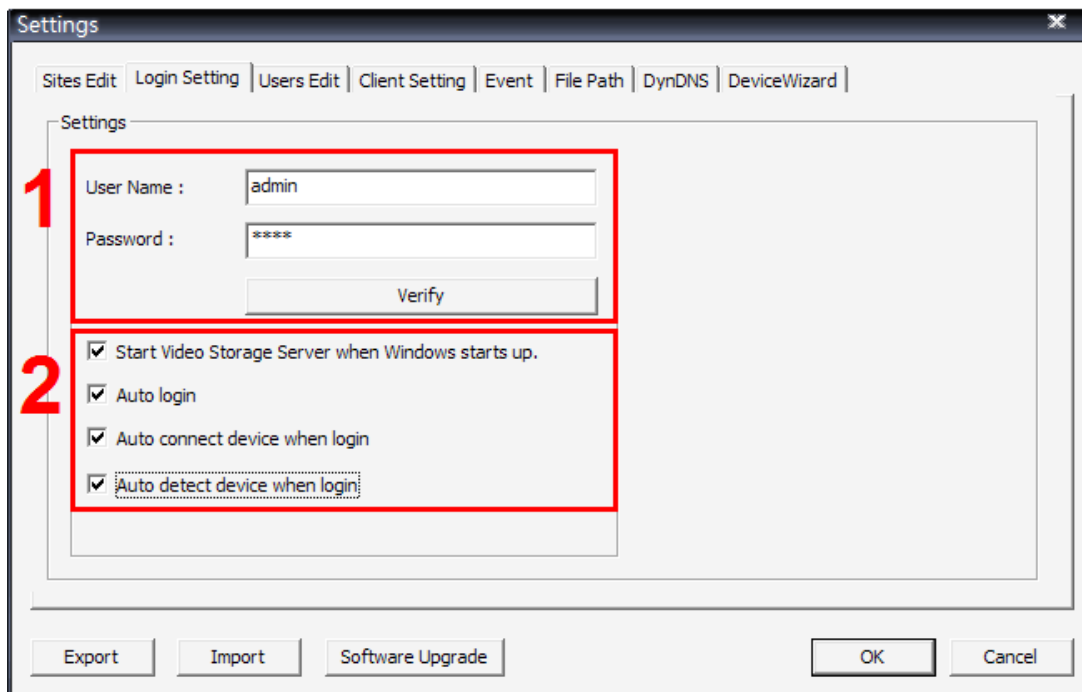 Settings
Sites Edit Login Setting Users Edit Client Setting Event File Path DynDNS DeviceWizard
Settings
1
User Name : admin
Password : ****
Verify
2
Start Video Storage Server when Windows starts up.
Auto login
Auto connect device when login
Auto detect device when login
Export Import Software Upgrade OK Cancel